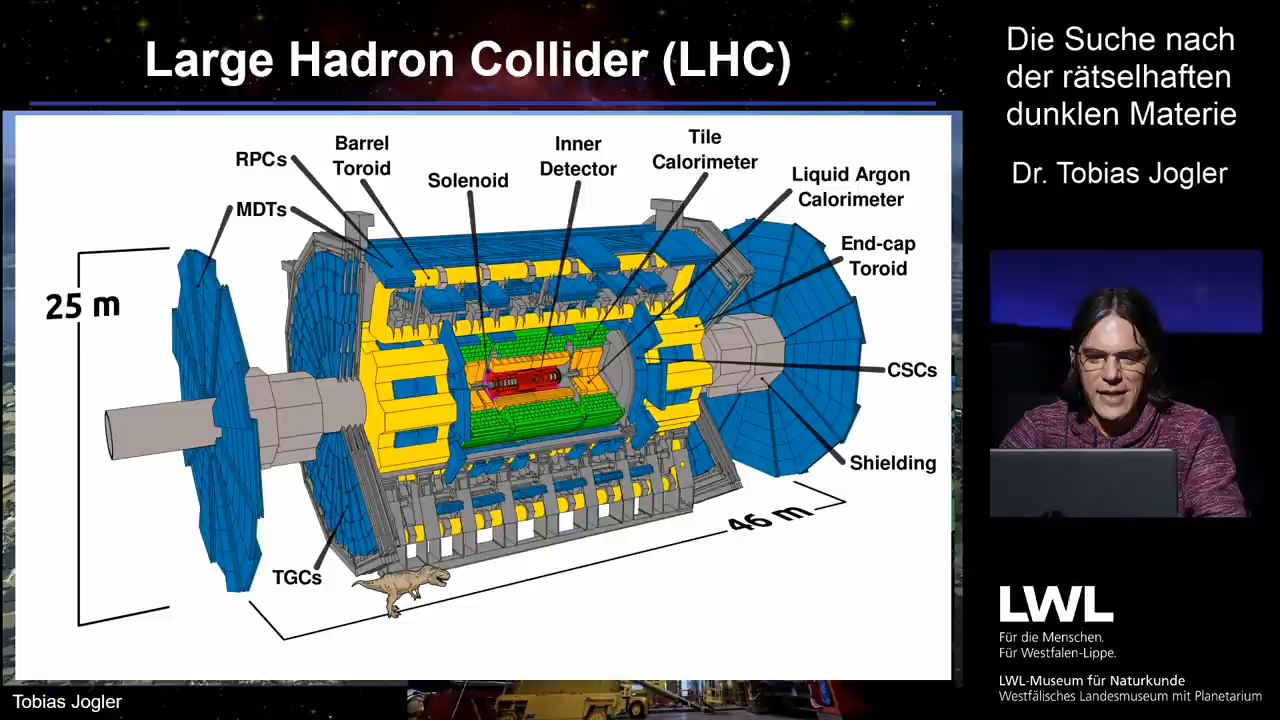 Large Hadron Collider (LHC)
RPCs
Barrel
Toroid
Solenoid
Inner
Detector
Tile
Calorimeter
Liquid Argon
Calorimeter
MDTs
End-cap
Toroid
25 m
CSCs
Shielding
46 m
TGCs
Tobias Jogler
Die Suche nach
der rätselhaften
dunklen Materie
Dr. Tobias Jogler
LWL
Für die Menschen.
Für Westfalen-Lippe.
LWL-Museum für Naturkunde
Westfälisches Landesmuseum mit Planetarium